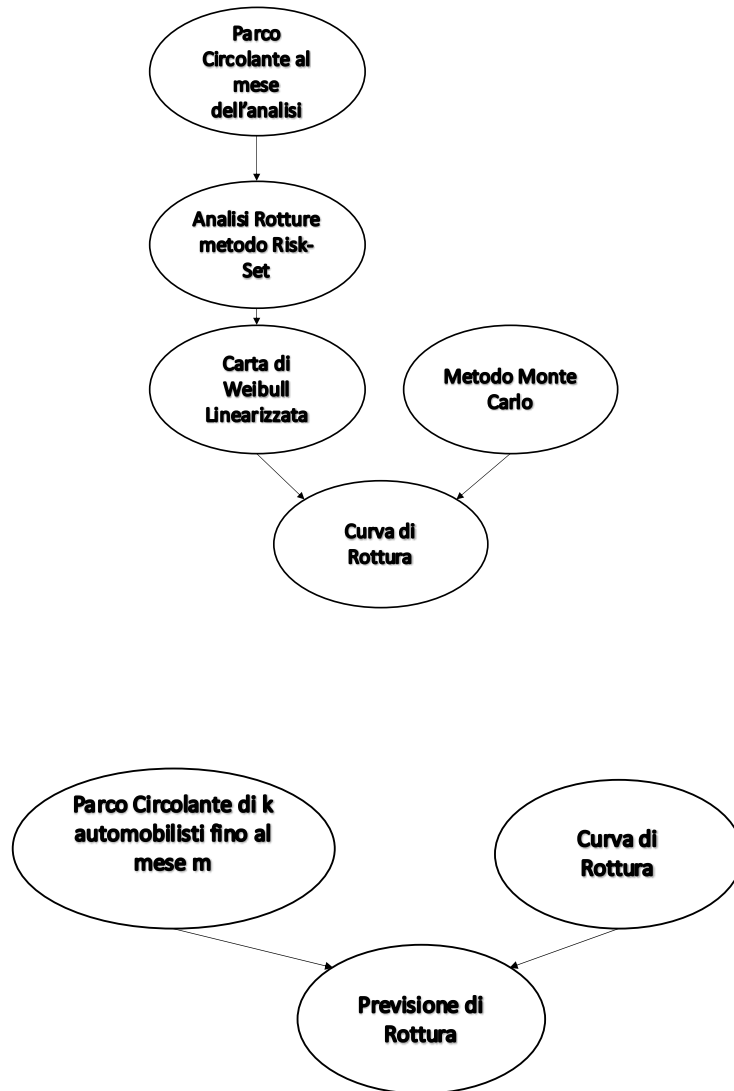 Parco
Circolante al
mese
dell'analisi
Analisi Rotture
metodo Risk-
Set
Carta di
Weibull
Linearizzata
Metodo Monte
Carlo
Curva di
Rottura
Parco Circolante di k
automobilisti fino al
mese m
Curva di
Rottura
Previsione di
Rottura